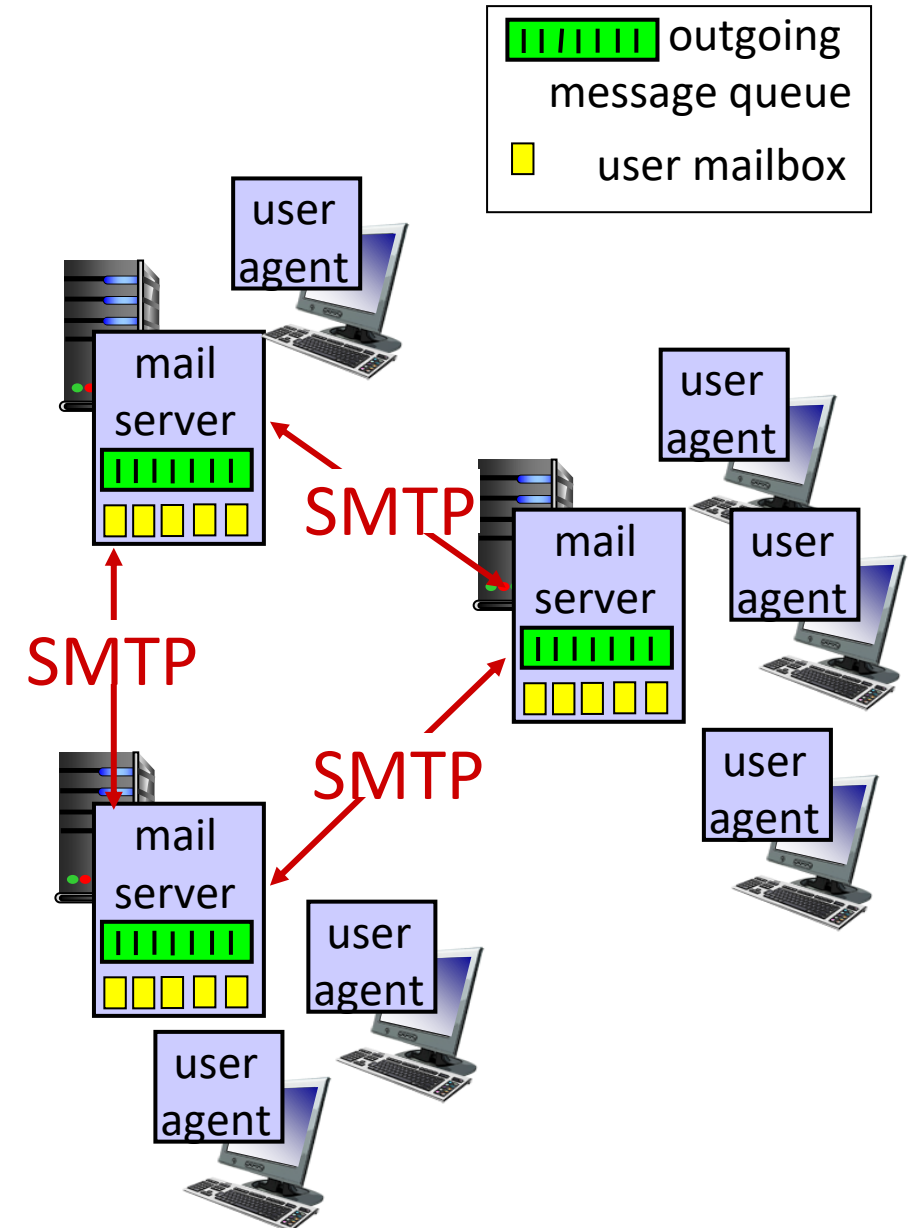 outgoing
message queue
user mailbox
user
agent
mail
server
SMTP
user
agent
mail
server
user
agent
SMTP
user
agent
SMTP
mail
server
user
agent
user
agent